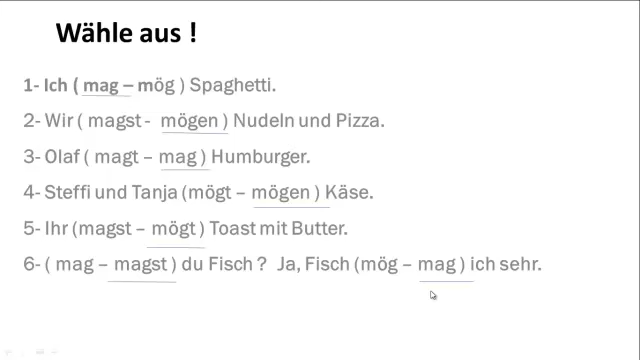 Wähle aus !
1- Ich ( mag – mög ) Spaghetti.
2- Wir ( magst - mögen ) Nudeln und Pizza.
3- Olaf ( magt – mag ) Humburger.
4- Steffi und Tanja (mögt – mögen ) Käse.
5- Ihr (magst – mögt ) Toast mit Butter.
6- ( mag – magst ) du Fisch ? Ja, Fisch (mög – mag ) ich sehr.